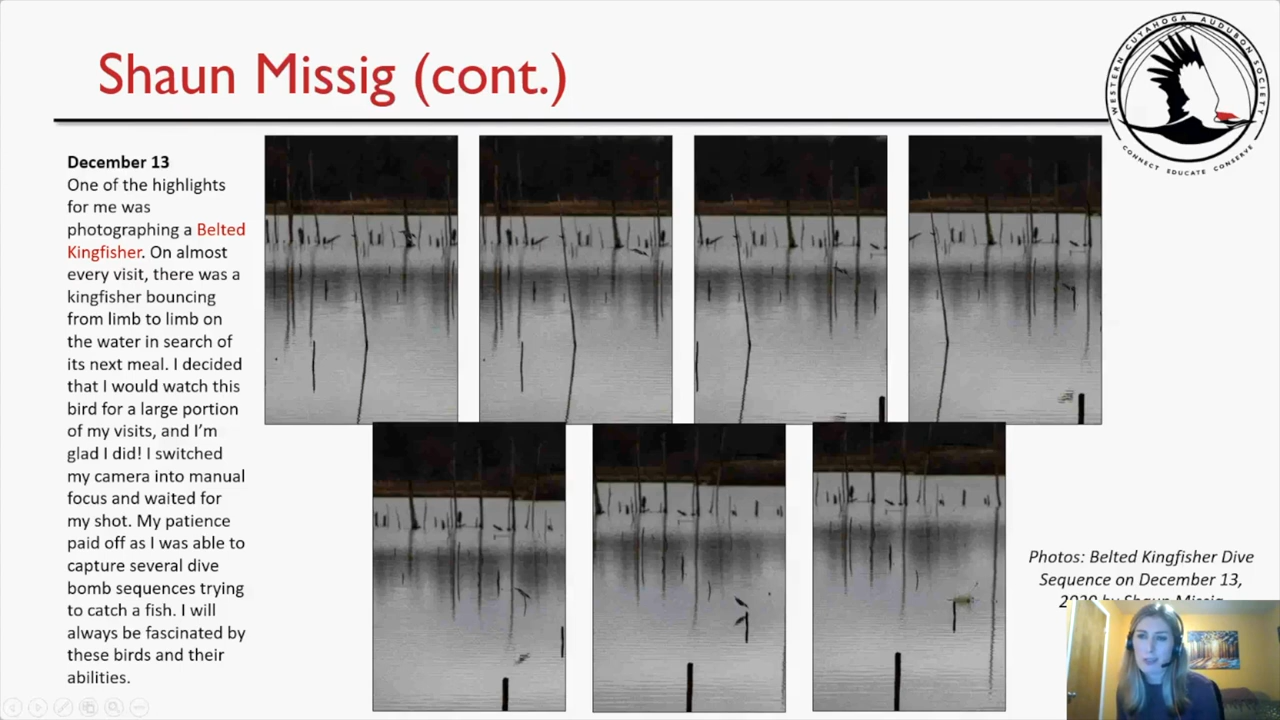 Shaun Missig (cont.)
WESTERN CUYAHOGA AUDUBON SOCIETY
CONNECT EDUCATE CONSERVE
December 13
One of the highlights
for me was
photographing a Belted
Kingfisher. On almost
every visit, there was a
kingfisher bouncing
from limb to limb on
the water in search of
its next meal. I decided
that I would watch this
bird for a large portion
of my visits, and I’m
glad I did! I switched
my camera into manual
focus and waited for
my shot. My patience
paid off as I was able to
capture several dive
bomb sequences trying
to catch a fish. I will
always be fascinated by
these birds and their
abilities.
Photos: Belted Kingfisher Dive
Sequence on December 13,
2020 by Shaun Missig